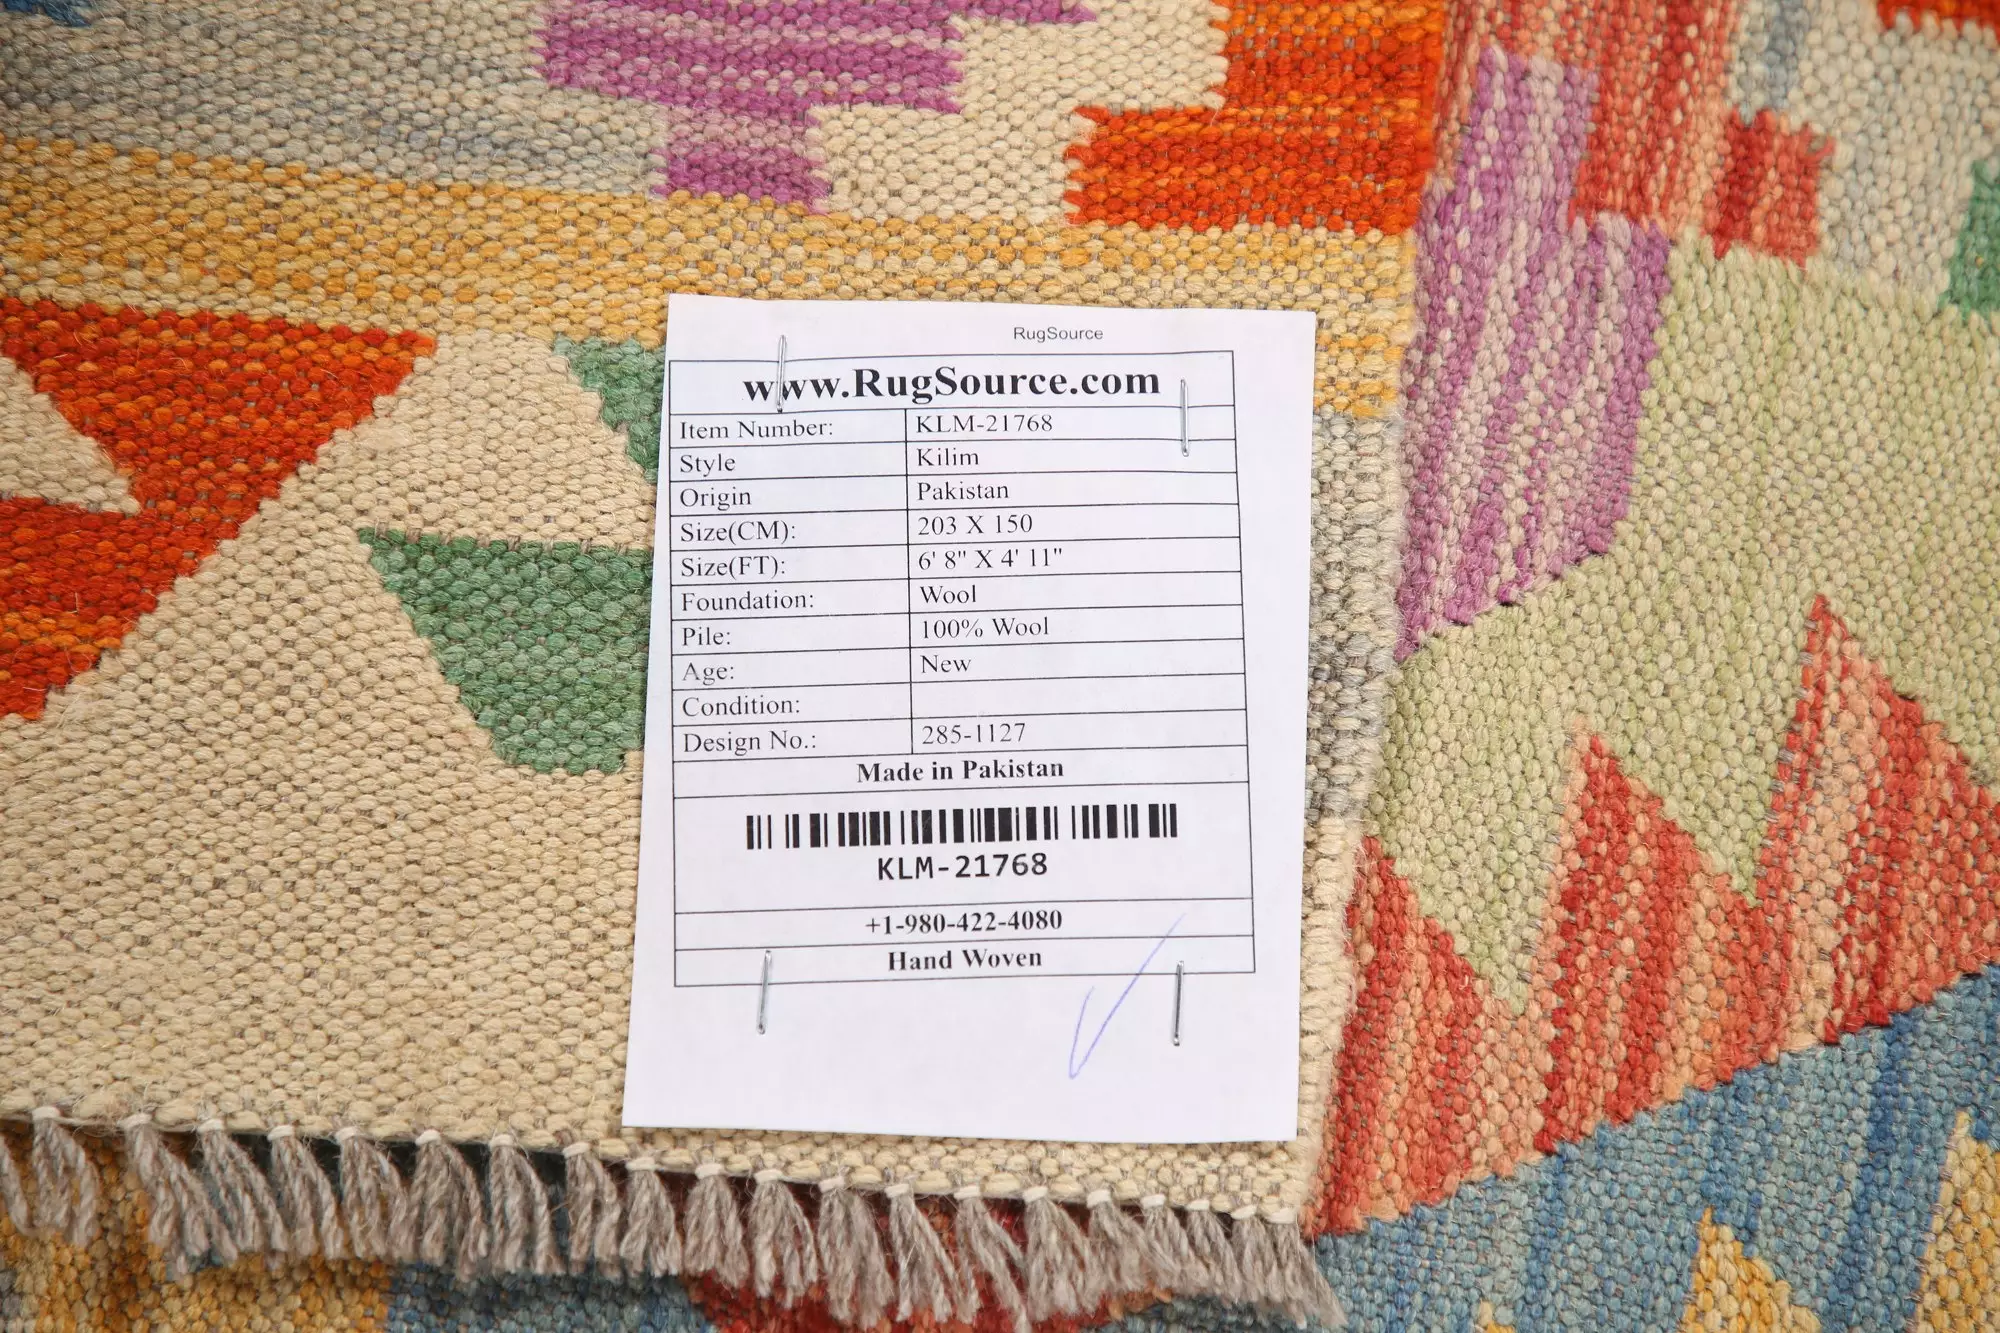 RugSource
www.RugSource.com
Item Number: KLM-21768
Style Kilim
Origin Pakistan
Size(CM): 203 X 150
Size(FT): 6' 8" X 4' 11"
Foundation: Wool
Pile: 100% Wool
Age: New
Condition:
Design No.: 285-1127
Made in Pakistan
KLM-21768
+1-980-422-4080
Hand Woven